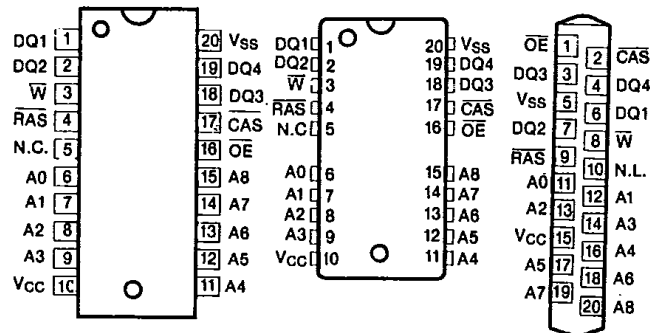 DQ1 1 20 VSS
DQ2 2 19 DQ4
W 3 18 DQ3
RAS 4 17 CAS
N.C. 5 16 OE
A0 6 15 A8
A1 7 14 A7
A2 8 13 A6
A3 9 12 A5
VCC 10 11 A4
DQ1 1 20 VSS
DQ2 2 19 DQ4
W 3 18 DQ3
RAS 4 17 CAS
N.C 5 16 OE
A0 6 15 A8
A1 7 14 A7
A2 8 13 A6
A3 9 12 A5
VCC 10 11 A4
OE 1
2 CAS
DQ3 3
4 DQ4
VSS 5
6 DQ1
DQ2 7
8 W
RAS 9
10 N.L.
A0 11
12 A1
A2 13
14 A3
VCC 15
16 A4
A5 17
18 A6
A7 19
20 A8